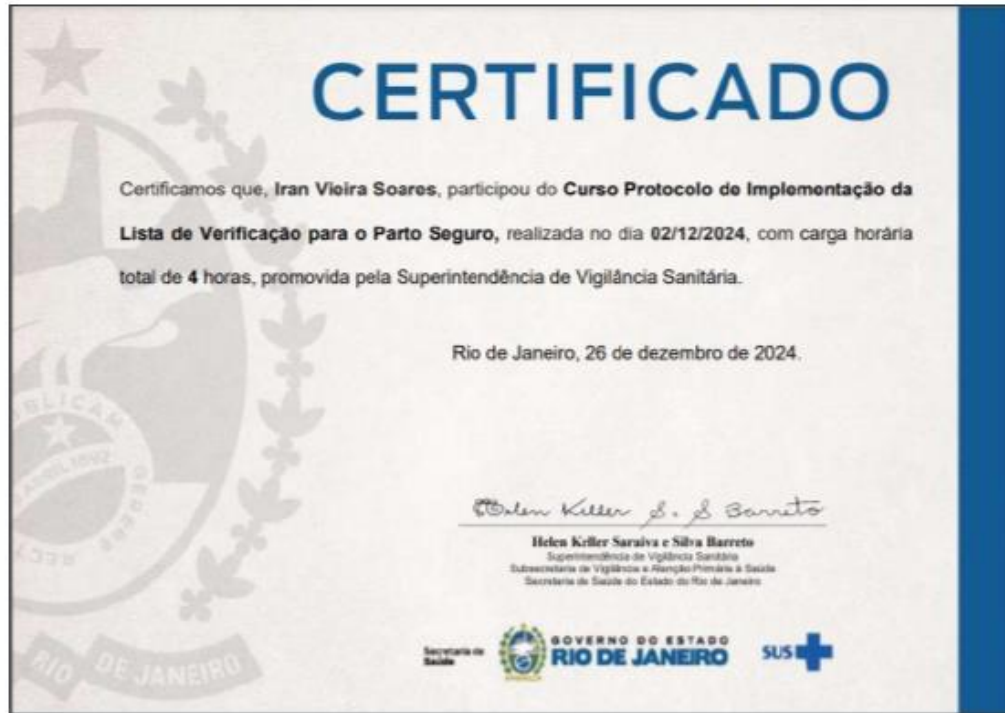 CERTIFICADO
Certificamos que, Iran Vieira Soares, participou do Curso Protocolo de Implementação da
Lista de Verificação para o Parto Seguro, realizada no dia 02/12/2024, com carga horária
total de 4 horas, promovida pela Superintendência de Vigilância Sanitária.
Rio de Janeiro, 26 de dezembro de 2024.
Helen Keller S. S Barreto
Helen Keller Saraiva e Silva Barreto
Superintendência de Vigilância Sanitária
Subsecretaria de Vigilância e Atenção Primária à Saúde
Secretaria de Saúde do Estado do Rio de Janeiro
Secretaria de
Saúde
GOVERNO DO ESTADO
RIO DE JANEIRO
SUS
RECTE REMPUBLICAM GERERE
RIO DE JANEIRO